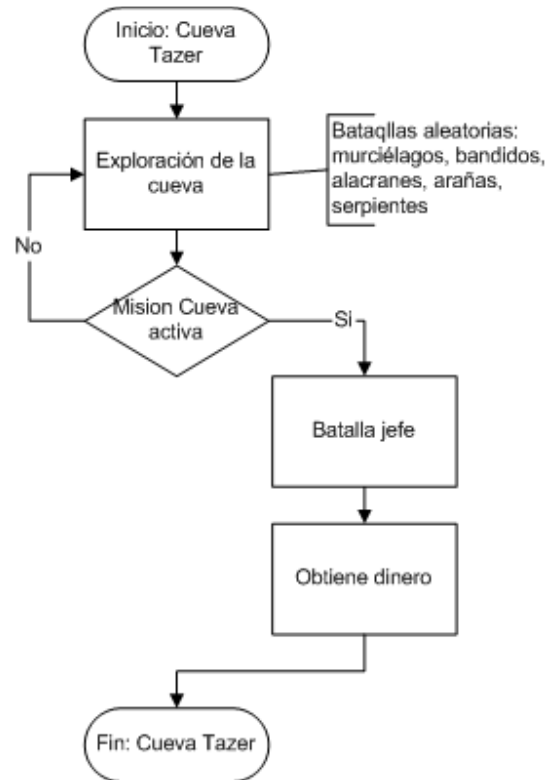 Inicio: Cueva
Tazer
Exploración de la
cueva
Bataqllas aleatorias:
murciélagos, bandidos,
alacranes, arañas,
serpientes
No
Mision Cueva
activa
Si
Batalla jefe
Obtiene dinero
Fin: Cueva Tazer